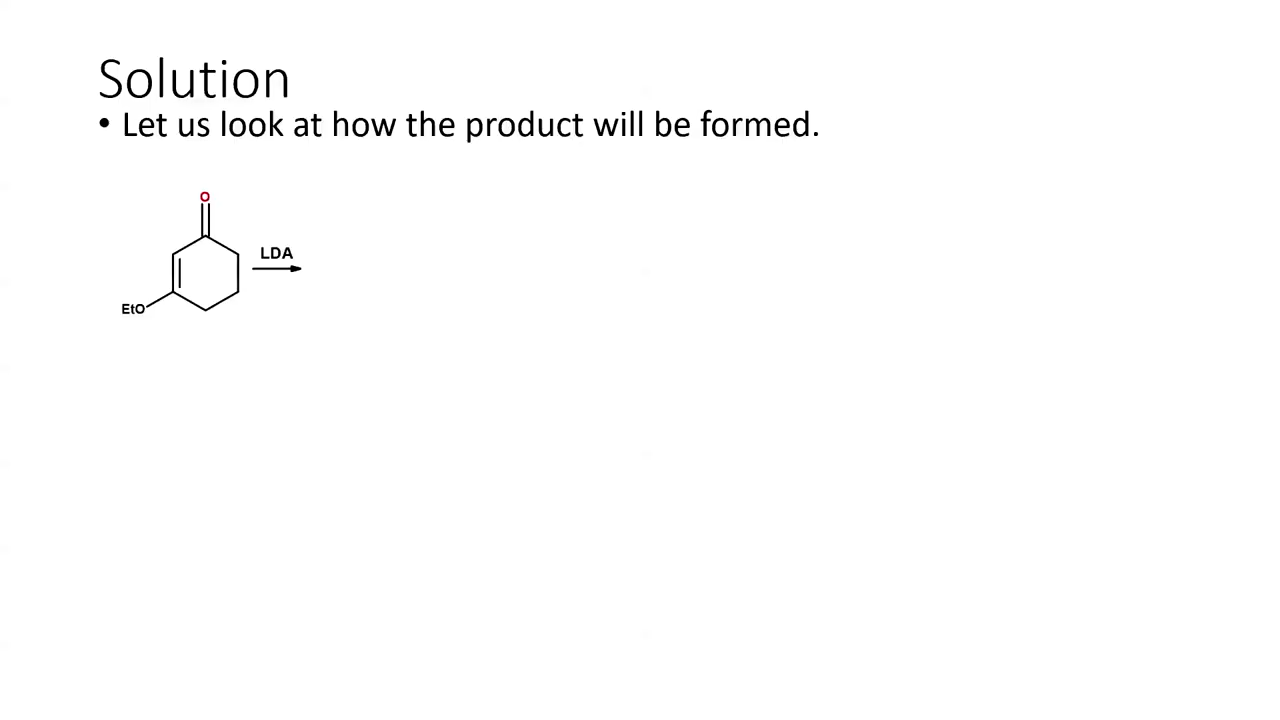 Solution
• Let us look at how the product will be formed.
O
LDA
EtO